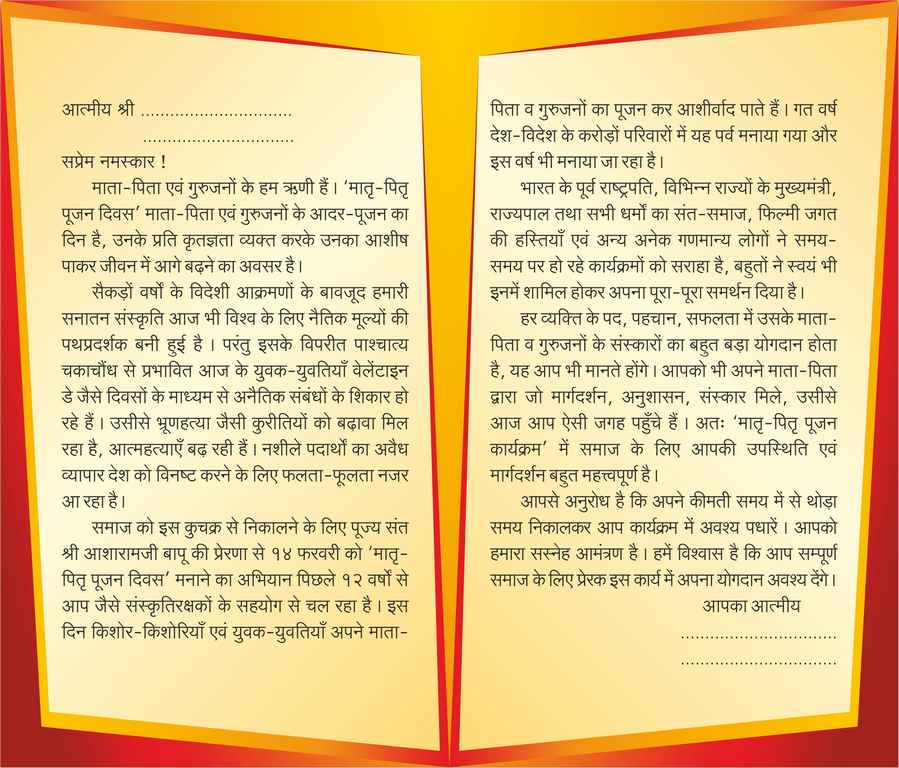 आत्मीय श्री ...............................
...............................
सप्रेम नमस्कार !
माता-पिता एवं गुरुजनों के हम ऋणी हैं । ‘मातृ-पितृ
पूजन दिवस’ माता-पिता एवं गुरुजनों के आदर-पूजन का
दिन है, उनके प्रति कृतज्ञता व्यक्त करके उनका आशीष
पाकर जीवन में आगे बढ़ने का अवसर है ।
सैकड़ों वर्षों के विदेशी आक्रमणों के बावजूद हमारी
सनातन संस्कृति आज भी विश्व के लिए नैतिक मूल्यों की
पथप्रदर्शक बनी हुई है । परंतु इसके विपरीत पाश्चात्य
चकाचौंध से प्रभावित आज के युवक-युवतियाँ वेलेंटाइन
डे जैसे दिवसों के माध्यम से अनैतिक संबंधों के शिकार हो
रहे हैं । उसीसे भ्रूणहत्या जैसी कुरीतियों को बढ़ावा मिल
रहा है, आत्महत्याएँ बढ़ रही हैं । नशीले पदार्थों का अवैध
व्यापार देश को विनष्ट करने के लिए फलता-फूलता नजर
आ रहा है ।
समाज को इस कुचक्र से निकालने के लिए पूज्य संत
श्री आशारामजी बापू की प्रेरणा से १४ फरवरी को ‘मातृ-
पितृ पूजन दिवस’ मनाने का अभियान पिछले १२ वर्षों से
आप जैसे संस्कृतिरक्षकों के सहयोग से चल रहा है । इस
दिन किशोर-किशोरियाँ एवं युवक-युवतियाँ अपने माता-
पिता व गुरुजनों का पूजन कर आशीर्वाद पाते हैं । गत वर्ष
देश-विदेश के करोड़ों परिवारों में यह पर्व मनाया गया और
इस वर्ष भी मनाया जा रहा है ।
भारत के पूर्व राष्ट्रपति, विभिन्न राज्यों के मुख्यमंत्री,
राज्यपाल तथा सभी धर्मों का संत-समाज, फिल्मी जगत
की हस्तियाँ एवं अन्य अनेक गणमान्य लोगों ने समय-
समय पर हो रहे कार्यक्रमों को सराहा है, बहुतों ने स्वयं भी
इनमें शामिल होकर अपना पूरा-पूरा समर्थन दिया है ।
हर व्यक्ति के पद, पहचान, सफलता में उसके माता-
पिता व गुरुजनों के संस्कारों का बहुत बड़ा योगदान होता
है, यह आप भी मानते होंगे । आपको भी अपने माता-पिता
द्वारा जो मार्गदर्शन, अनुशासन, संस्कार मिले, उसीसे
आज आप ऐसी जगह पहुँचे हैं । अतः ‘मातृ-पितृ पूजन
कार्यक्रम’ में समाज के लिए आपकी उपस्थिति एवं
मार्गदर्शन बहुत महत्त्वपूर्ण है ।
आपसे अनुरोध है कि अपने कीमती समय में से थोड़ा
समय निकालकर आप कार्यक्रम में अवश्य पधारें । आपको
हमारा सस्नेह आमंत्रण है । हमें विश्वास है कि आप सम्पूर्ण
समाज के लिए प्रेरक इस कार्य में अपना योगदान अवश्य देंगे ।
आपका आत्मीय
................................
................................